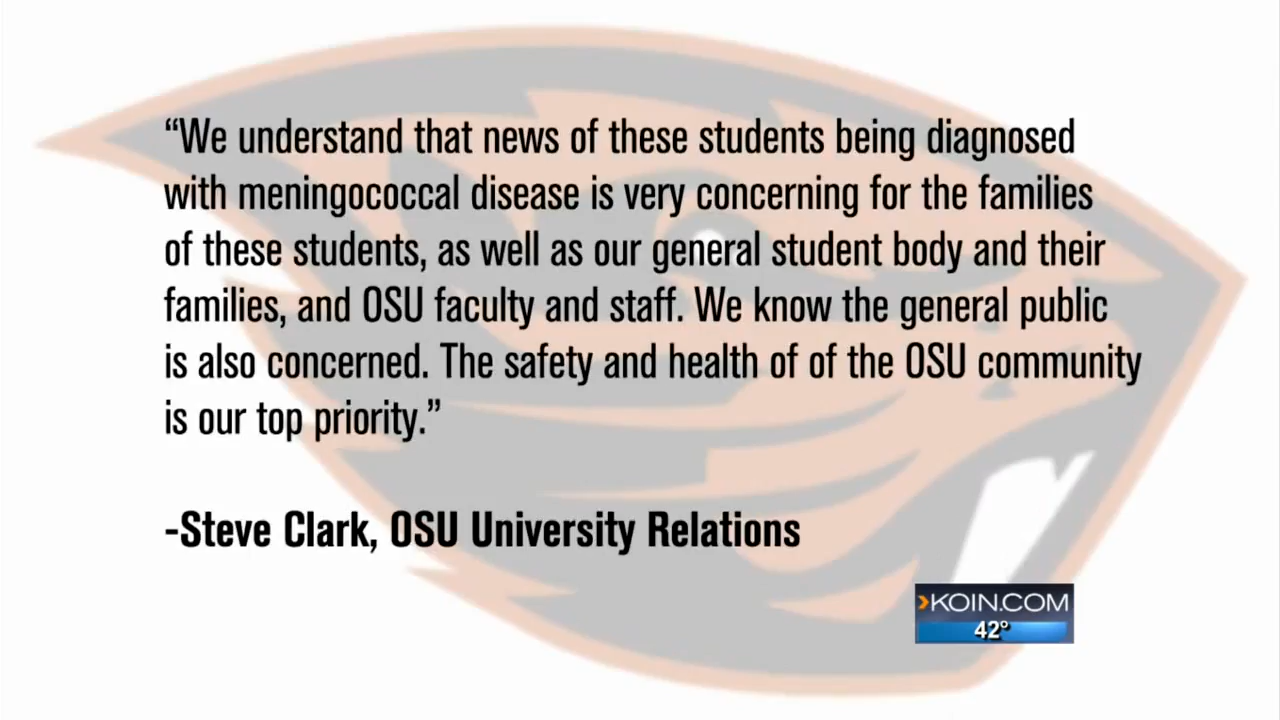 “We understand that news of these students being diagnosed
with meningococcal disease is very concerning for the families
of these students, as well as our general student body and their
families, and OSU faculty and staff. We know the general public
is also concerned. The safety and health of of the OSU community
is our top priority.”
-Steve Clark, OSU University Relations
KOIN.COM
42°